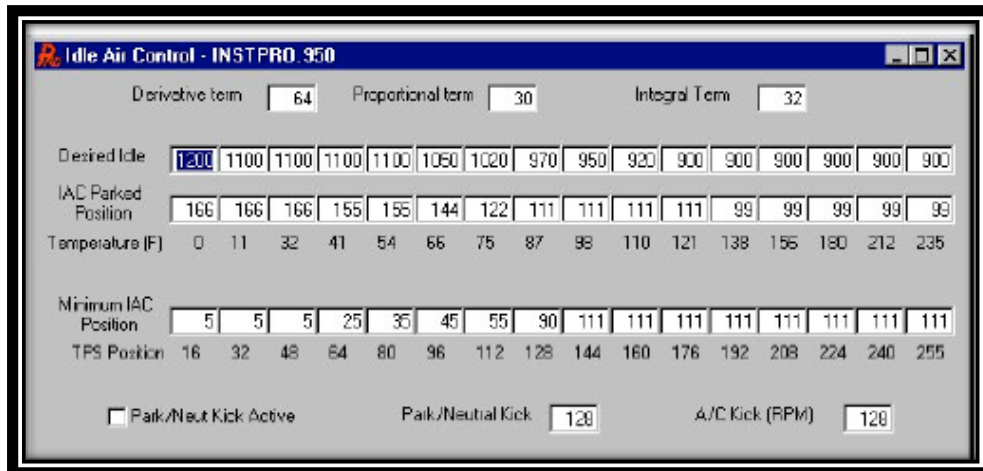 Idle Air Control - INSTPRO.950
Derivative term 64 Proportional term 30 Integral Term 32
Desired Idle 1200 1100 1100 1100 1100 1050 1020 970 950 920 900 900 900 900 900 900
IAC Parked
Position 166 166 166 155 155 144 122 111 111 111 111 99 99 99 99 99
Temperature (F) 0 11 32 41 54 66 75 87 98 110 121 138 156 180 212 235
Minimum IAC
Position 5 5 5 25 35 45 55 90 111 111 111 111 111 111 111 111
TPS Position 16 32 48 64 80 96 112 128 144 160 176 192 208 224 240 255
Park/Neut Kick Active Park/Neutral Kick 128 A/C Kick (RPM) 128